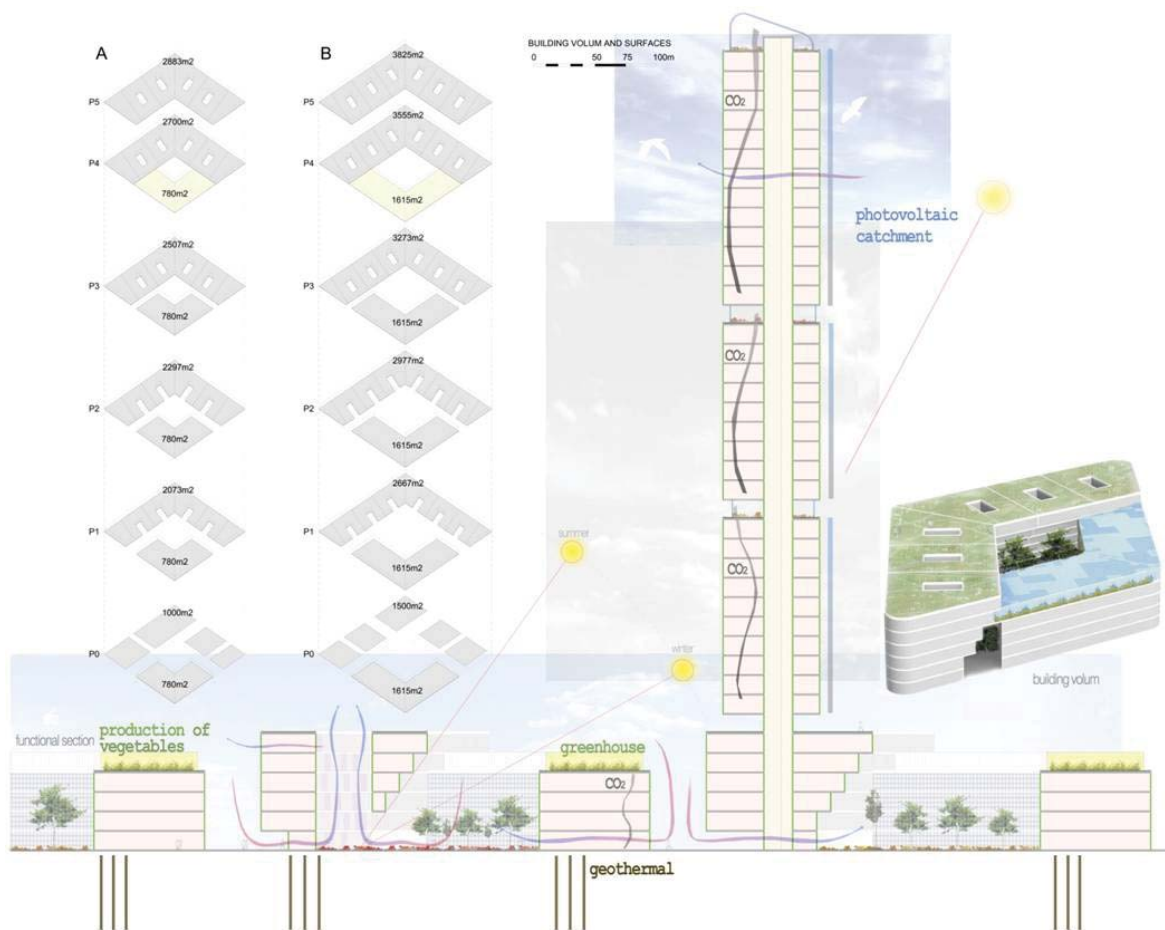 A
B
BUILDING VOLUM AND SURFACES
0 50 75 100m
2883m2
3825m2
P5
P5
2700m2
3555m2
P4
P4
780m2
1615m2
2507m2
3273m2
P3
P3
780m2
1615m2
2297m2
2977m2
P2
P2
780m2
1615m2
2073m2
2667m2
P1
P1
780m2
1615m2
1000m2
1500m2
P0
P0
780m2
1615m2
CO2
CO2
CO2
photovoltaic
catchment
summer
winter
building volum
functional section
production of
vegetables
greenhouse
CO2
geothermal